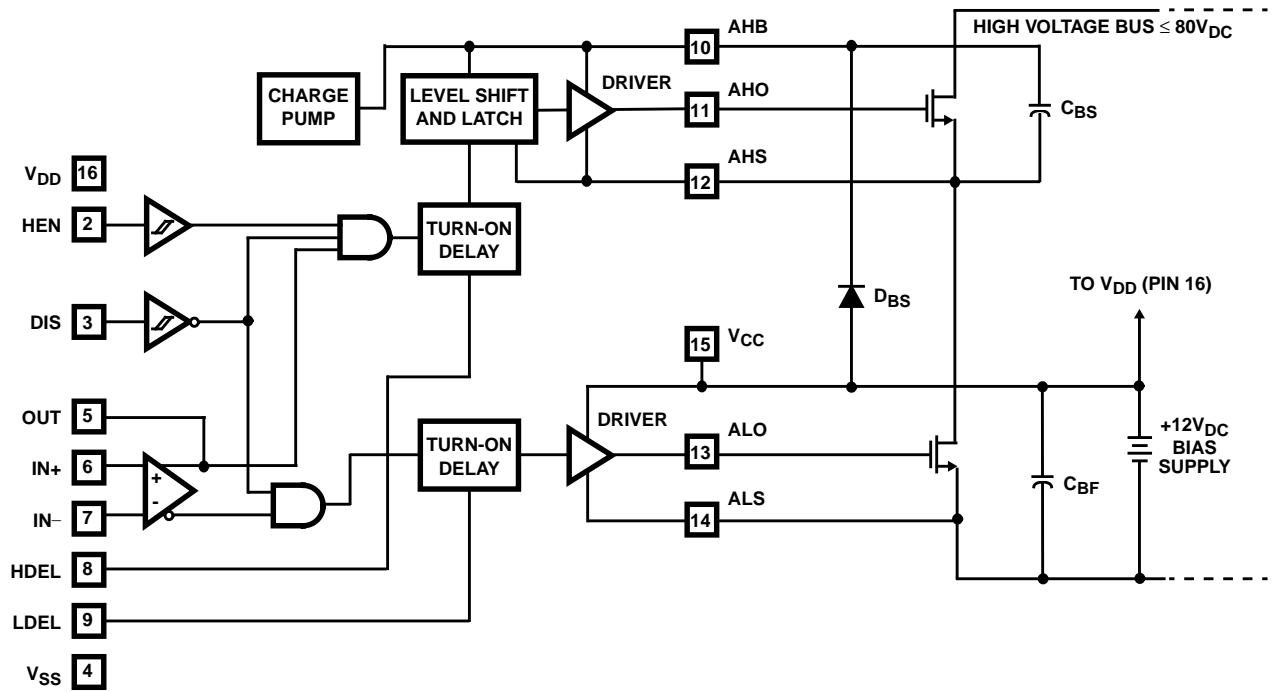 AHB
10
HIGH VOLTAGE BUS ≤ 80VDC
CHARGE
PUMP
LEVEL SHIFT
AND LATCH
DRIVER
AHO
11
CBS
AHS
12
VDD
16
HEN
2
TURN-ON
DELAY
DIS
3
DBS
TO VDD (PIN 16)
VCC
15
OUT
5
IN+
6
+
-
IN–
7
TURN-ON
DELAY
DRIVER
ALO
13
ALS
14
CBF
+12VDC
BIAS
SUPPLY
HDEL
8
LDEL
9
VSS
4